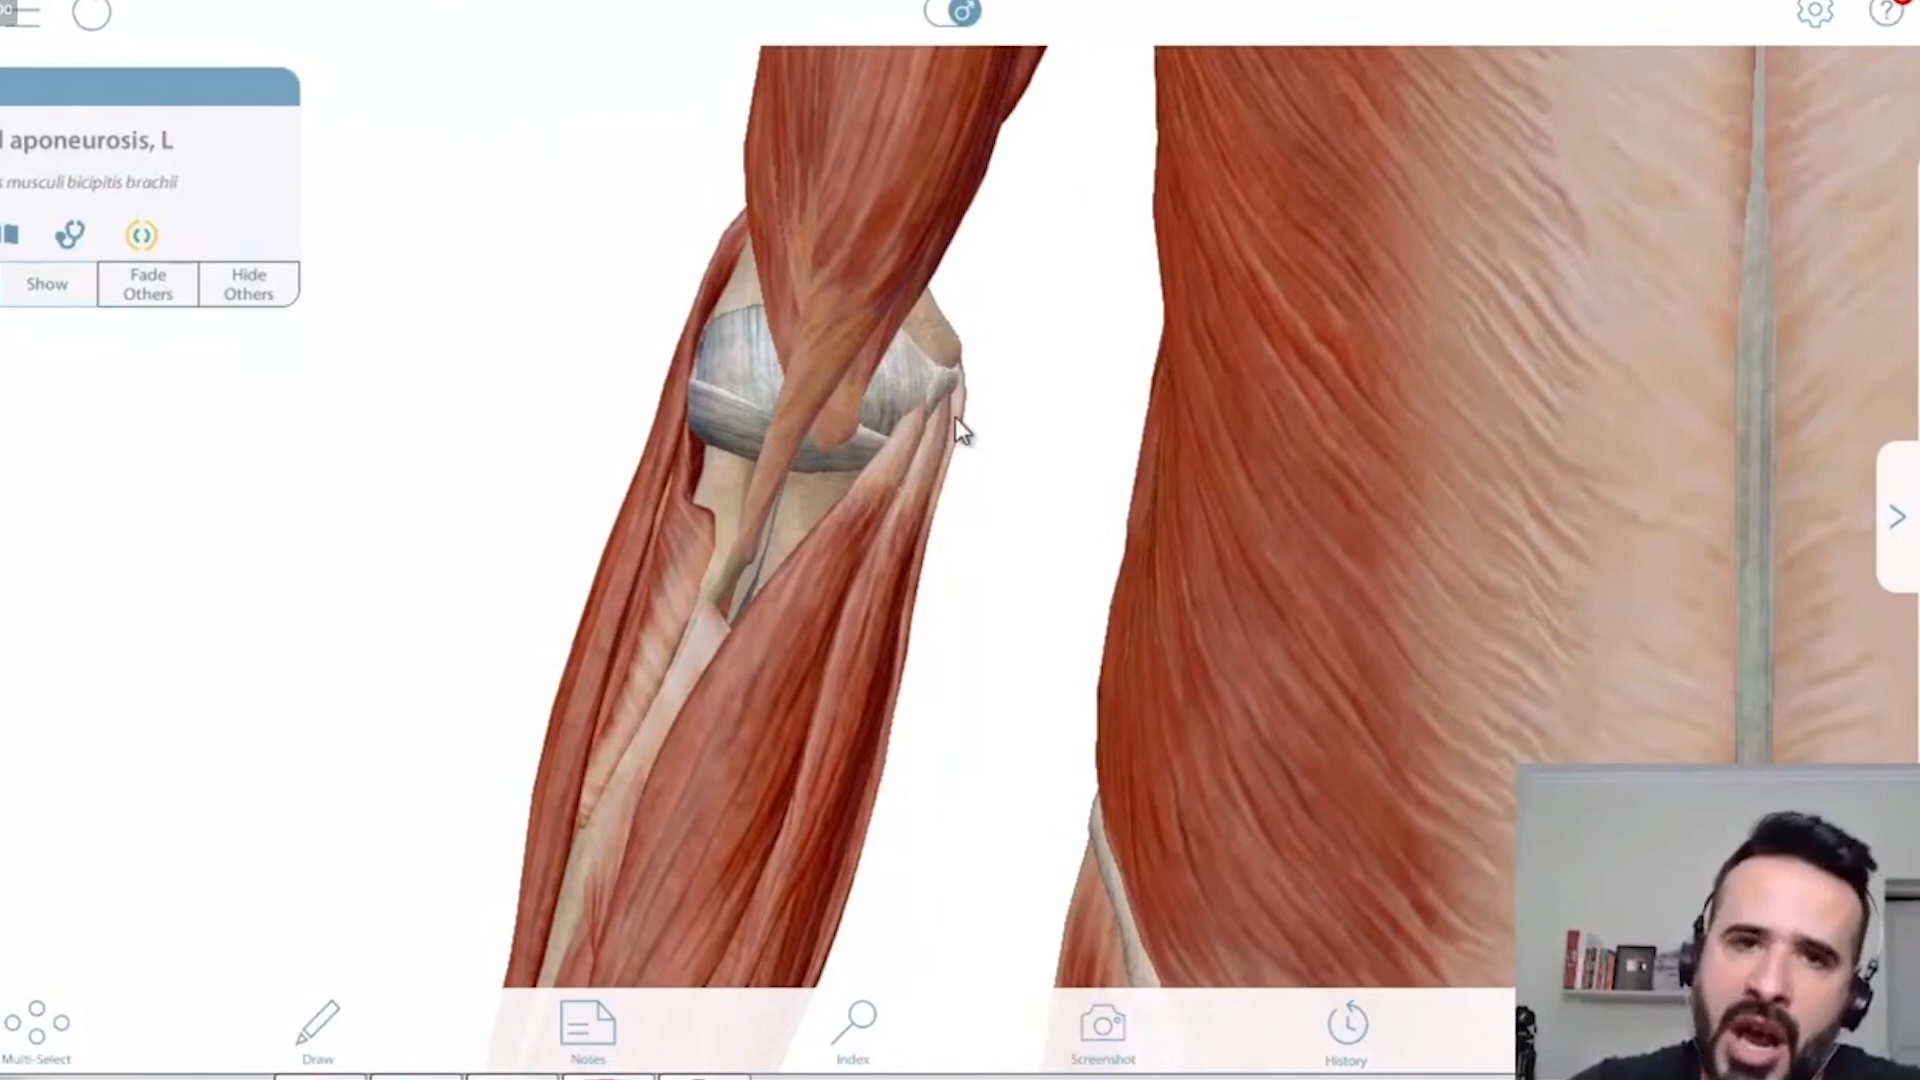 aponeurosis, L
musculi bicipitis brachii
Show
Fade
Others
Hide
Others
Multi-Select
Draw
Notes
Index
Screenshot
History